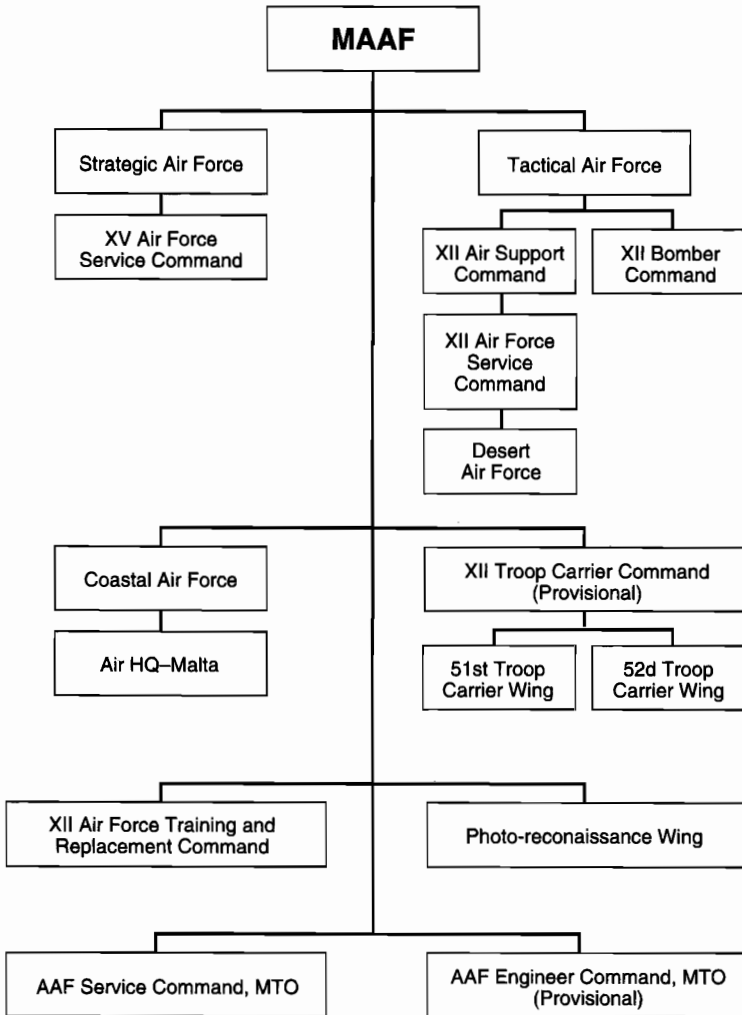 MAAF
Strategic Air Force
Tactical Air Force
XV Air Force
Service Command
XII Air Support
Command
XII Bomber
Command
XII Air Force
Service
Command
Desert
Air Force
Coastal Air Force
XII Troop Carrier Command
(Provisional)
Air HQ–Malta
51st Troop
Carrier Wing
52d Troop
Carrier Wing
XII Air Force Training and
Replacement Command
Photo-reconaissance Wing
AAF Service Command, MTO
AAF Engineer Command, MTO
(Provisional)